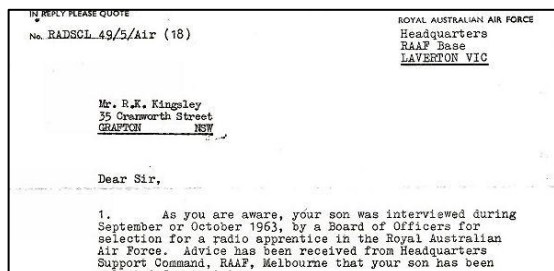 IN REPLY PLEASE QUOTE
No. RADSCL 49/5/Air (18)
ROYAL AUSTRALIAN AIR FORCE
Headquarters
RAAF Base
LAVERTON VIC
Mr. R.K. Kingsley
35 Cranworth Street
GRAFTON NSW
Dear Sir,
1. As you are aware, your son was interviewed during
September or October 1963, by a Board of Officers for
selection for a radio apprentice in the Royal Australian
Air Force. Advice has been received from Headquarters
Support Command, RAAF, Melbourne that your son has been